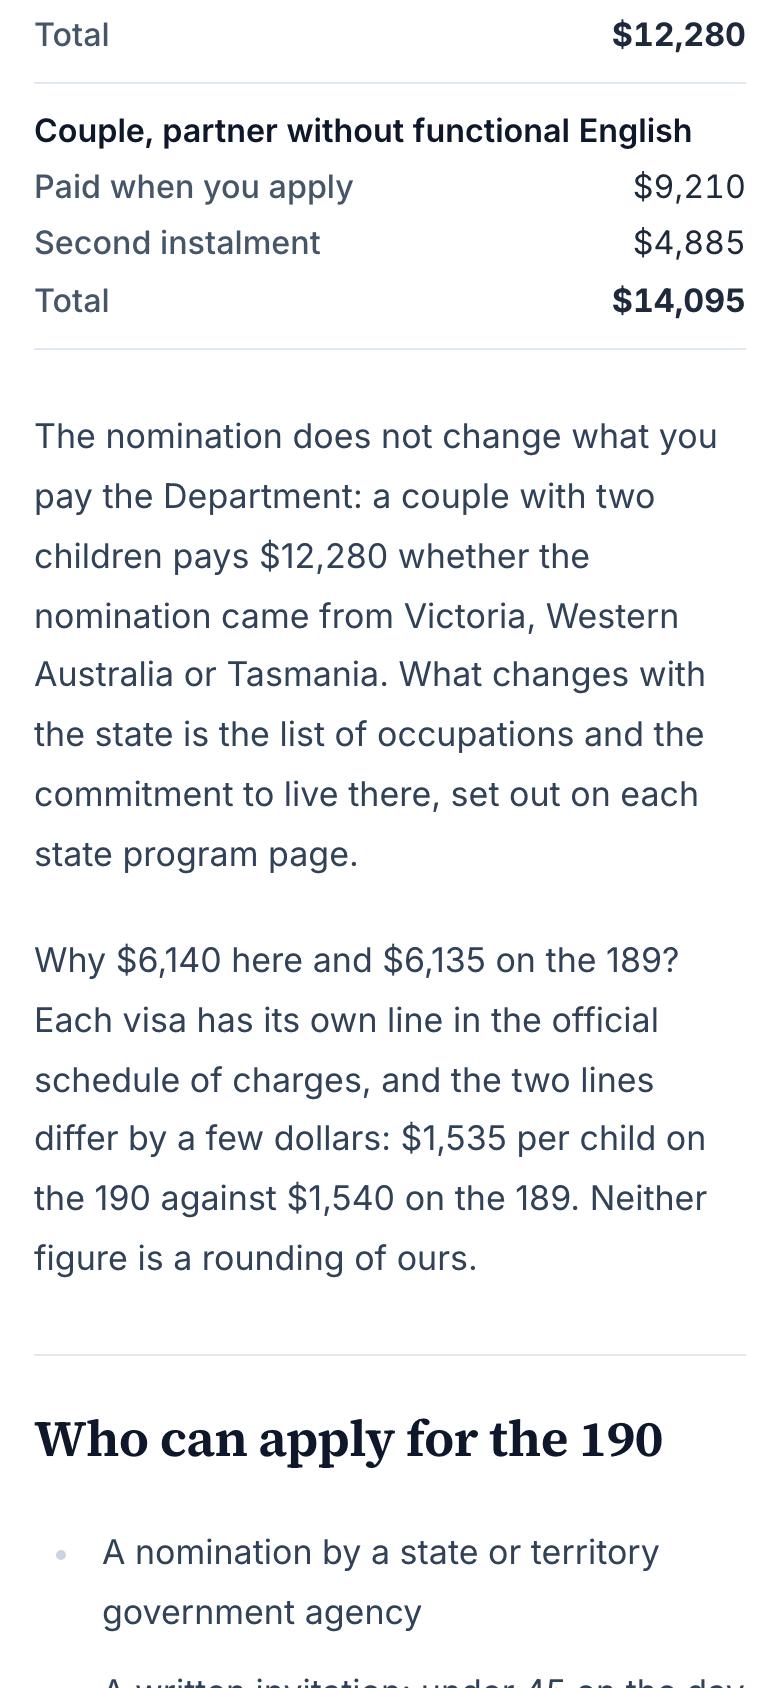 Total $12,280
Couple, partner without functional English
Paid when you apply $9,210
Second instalment $4,885
Total $14,095
The nomination does not change what you
pay the Department: a couple with two
children pays $12,280 whether the
nomination came from Victoria, Western
Australia or Tasmania. What changes with
the state is the list of occupations and the
commitment to live there, set out on each
state program page.
Why $6,140 here and $6,135 on the 189?
Each visa has its own line in the official
schedule of charges, and the two lines
differ by a few dollars: $1,535 per child on
the 190 against $1,540 on the 189. Neither
figure is a rounding of ours.
Who can apply for the 190
A nomination by a state or territory
government agency
A written invitation: under 45 on the day